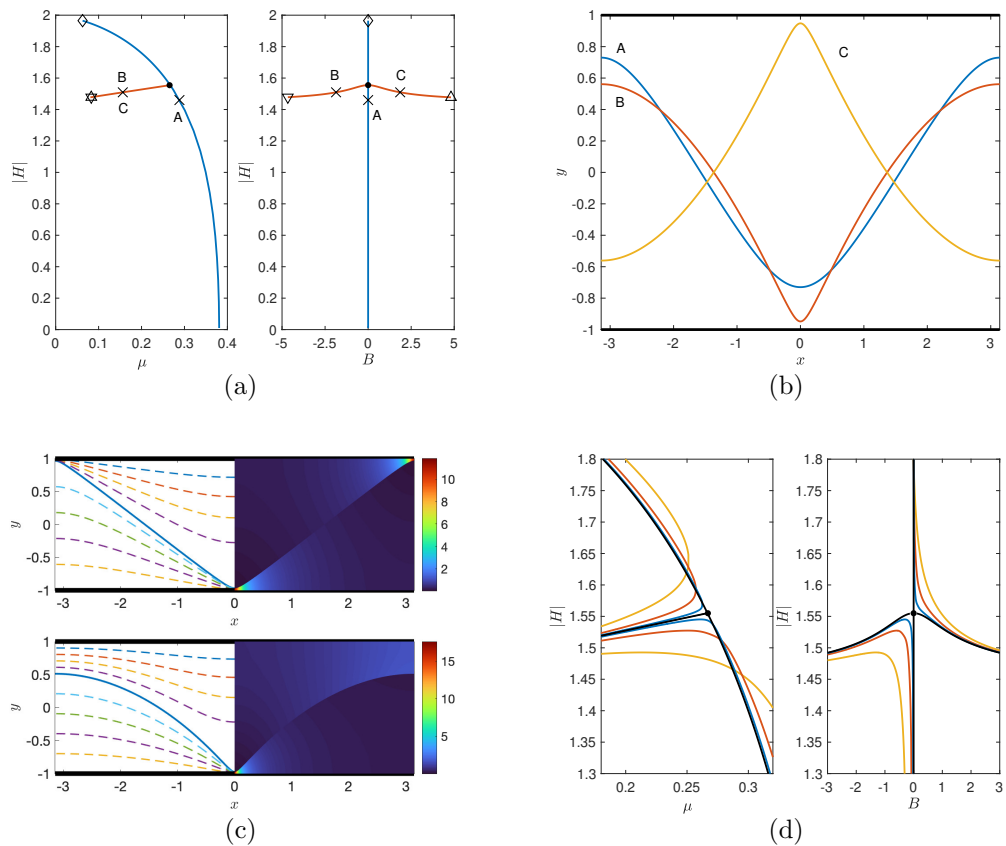 2
1.8
1.6
1.4
1.2
1
0.8
0.6
0.4
0.2
0
|H|
B
C
A
0 0.1 0.2 0.3 0.4
μ
2
1.8
1.6
1.4
1.2
1
0.8
0.6
0.4
0.2
0
|H|
B
C
A
-5 -2.5 0 2.5 5
B
(a)
1
0.8
0.6
0.4
0.2
0
-0.2
-0.4
-0.6
-0.8
-1
y
A
B
C
-3 -2 -1 0 1 2 3
x
(b)
1
0.5
0
-0.5
-1
y
-3 -2 -1 0 1 2 3
x
10
8
6
4
2
1
0.5
0
-0.5
-1
y
-3 -2 -1 0 1 2 3
x
15
10
5
(c)
1.8
1.75
1.7
1.65
1.6
1.55
1.5
1.45
1.4
1.35
1.3
|H|
0.2 0.25 0.3
μ
1.8
1.75
1.7
1.65
1.6
1.55
1.5
1.45
1.4
1.35
1.3
|H|
-3 -2 -1 0 1 2 3
B
(d)